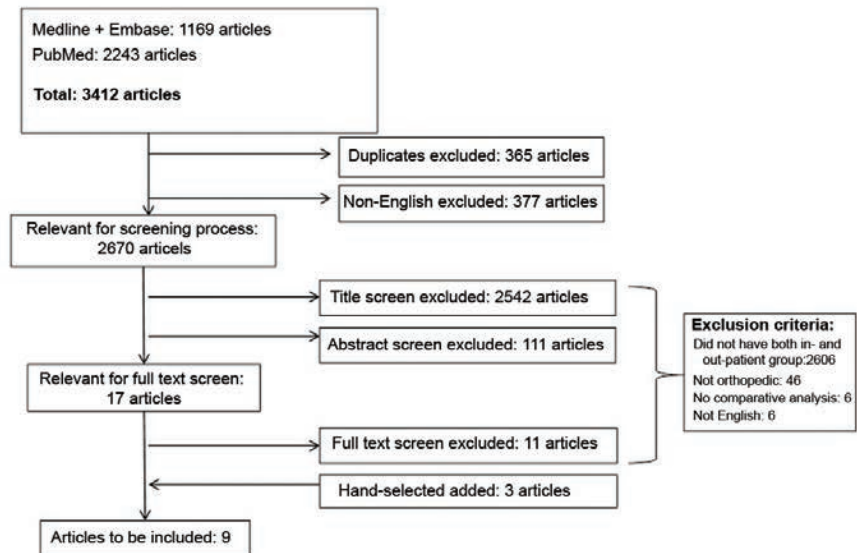 Medline + Embase: 1169 articles
PubMed: 2243 articles
Total: 3412 articles
Duplicates excluded: 365 articles
Non-English excluded: 377 articles
Relevant for screening process:
2670 articels
Title screen excluded: 2542 articles
Abstract screen excluded: 111 articles
Exclusion criteria:
Did not have both in- and
out-patient group:2606
Not orthopedic: 46
No comparative analysis: 6
Not English: 6
Relevant for full text screen:
17 articles
Full text screen excluded: 11 articles
Hand-selected added: 3 articles
Articles to be included: 9